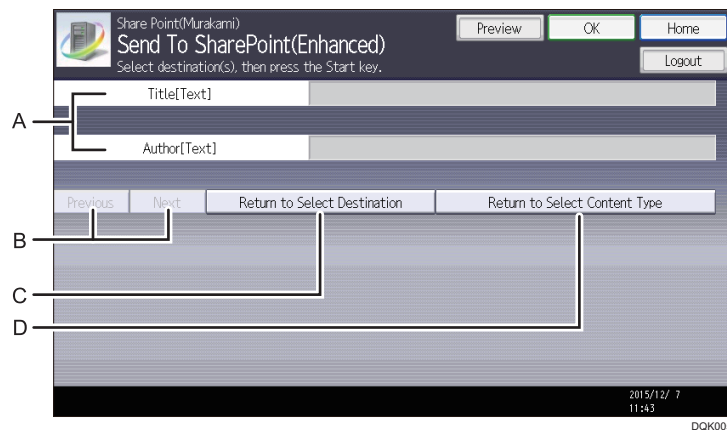 Share Point(Murakami)
Send To SharePoint(Enhanced)
Select destination(s), then press the Start key.
Preview
OK
Home
Logout
A
Title[Text]
Author[Text]
B
Previous
Next
Return to Select Destination
Return to Select Content Type
C
D
2015/12/ 7
11:43
DQK00